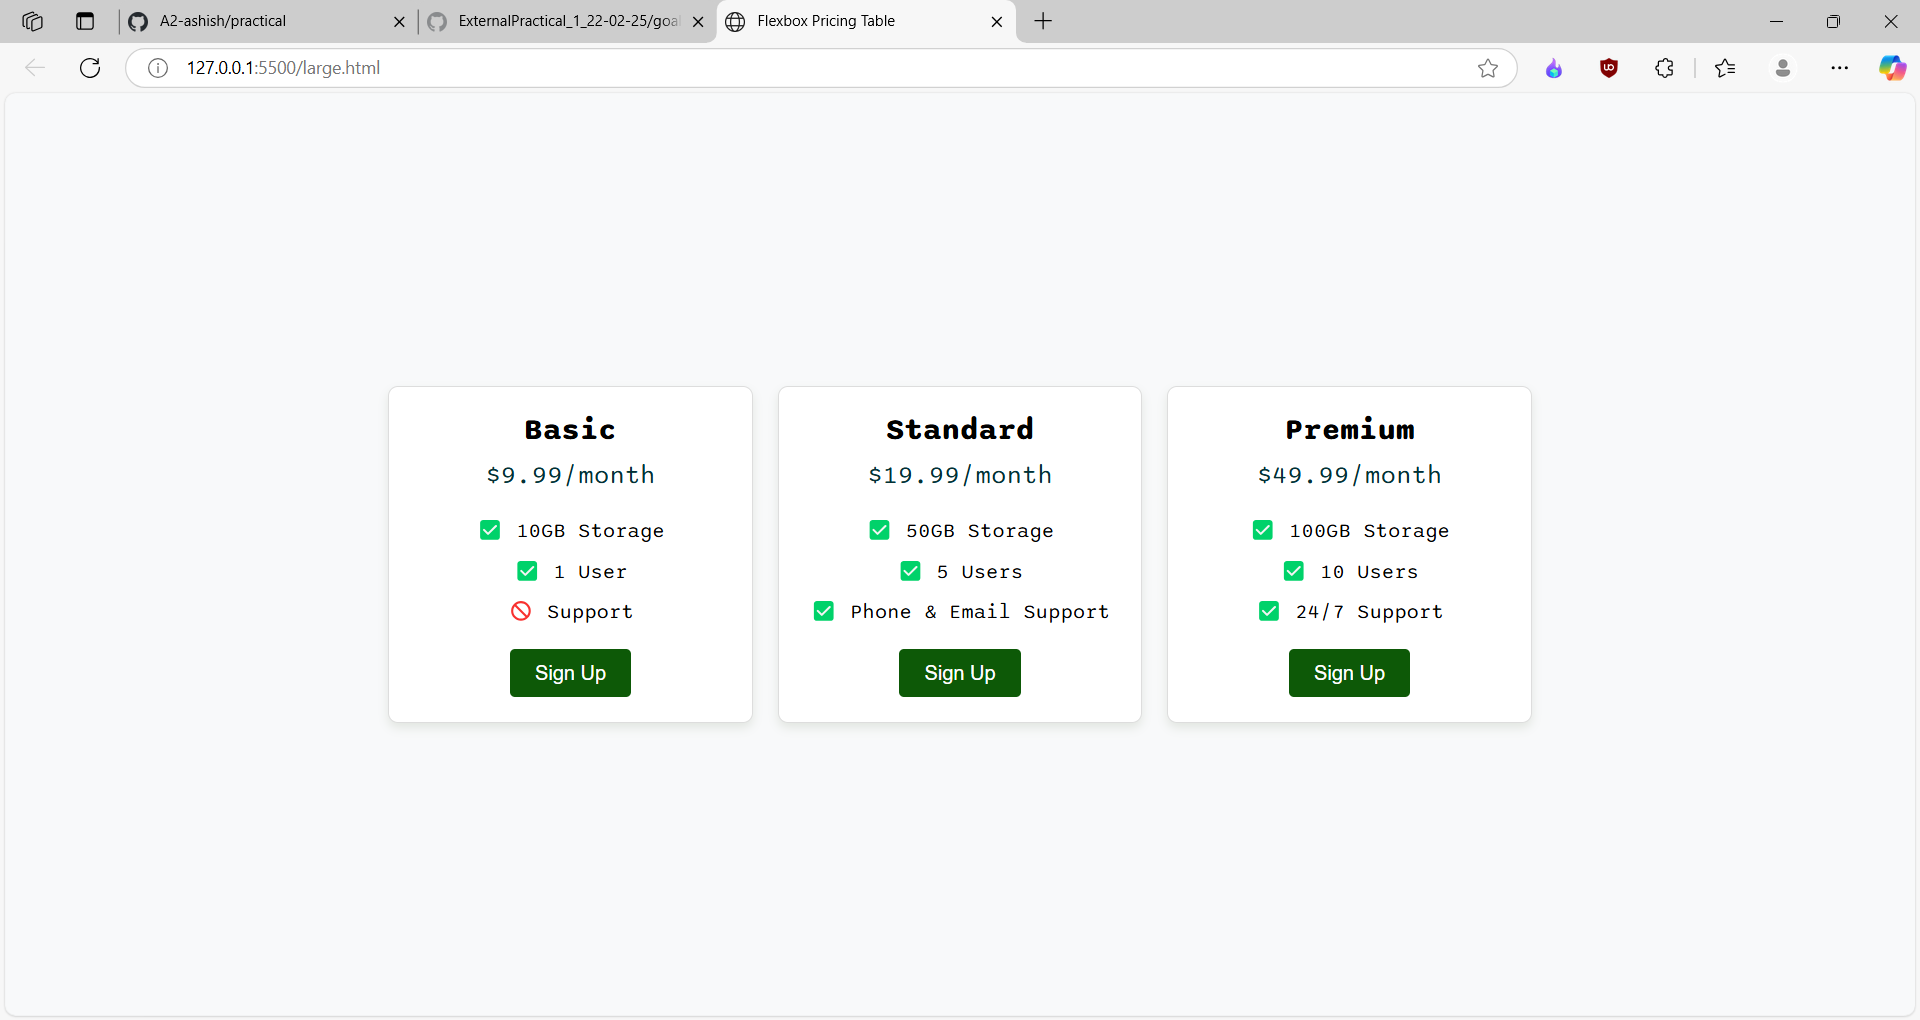 A2-ashish/practical
ExternalPractical_1_22-02-25/goa
Flexbox Pricing Table
127.0.0.1:5500/large.html
Basic
$9.99/month
✅ 10GB Storage
✅ 1 User
🚫 Support
Sign Up
Standard
$19.99/month
✅ 50GB Storage
✅ 5 Users
✅ Phone & Email Support
Sign Up
Premium
$49.99/month
✅ 100GB Storage
✅ 10 Users
✅ 24/7 Support
Sign Up